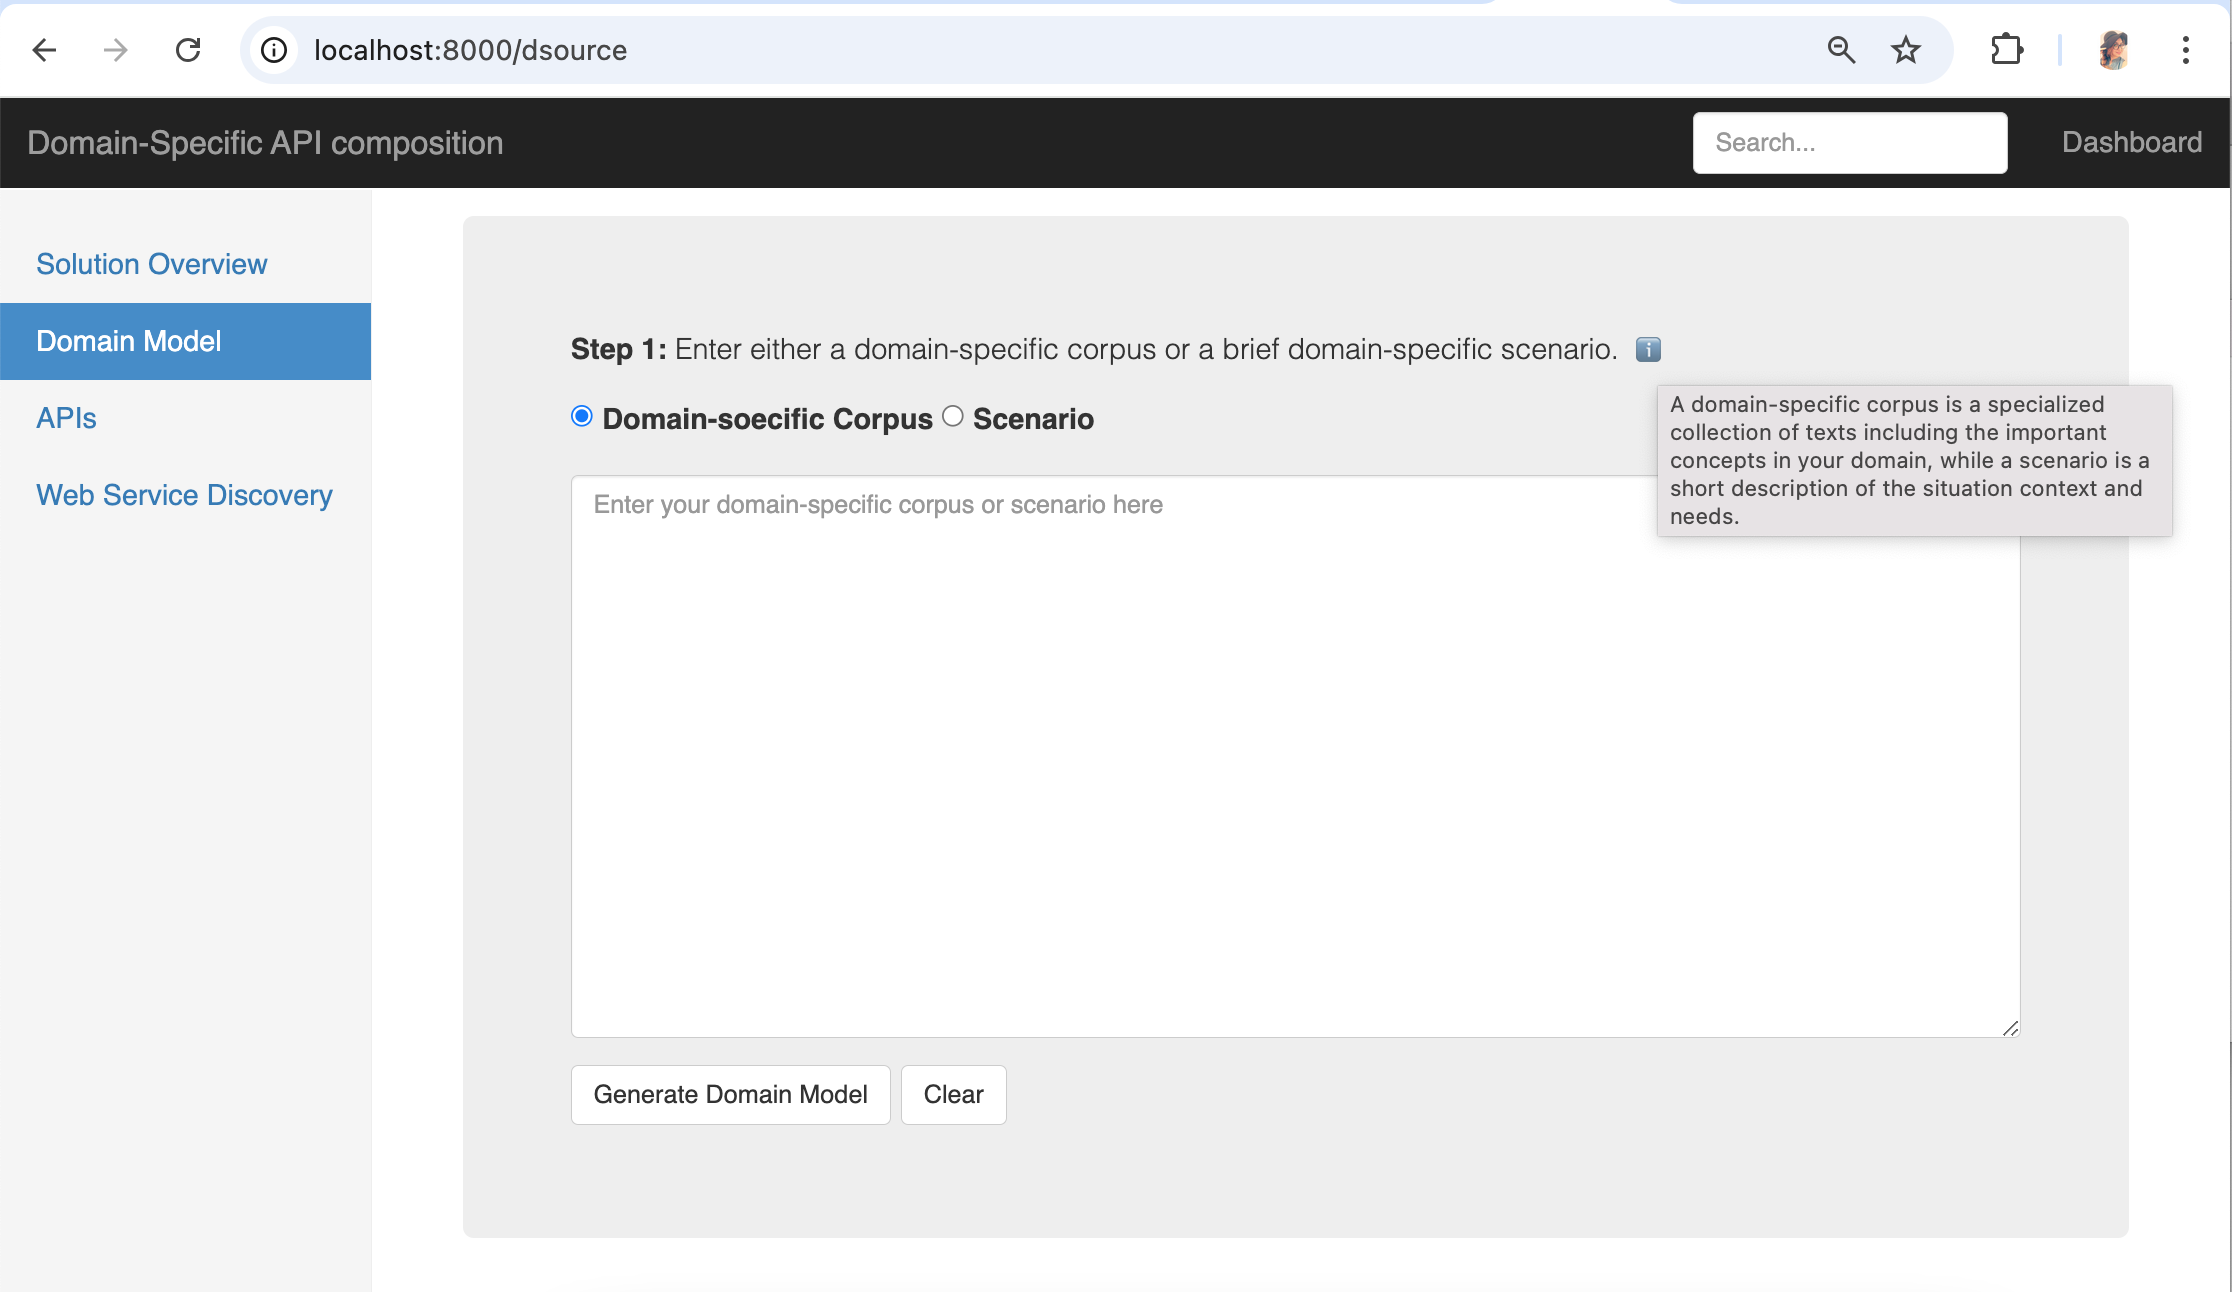 localhost:8000/dsource
Domain-Specific API composition
Search...
Dashboard
Solution Overview
Domain Model
APIs
Web Service Discovery
Step 1: Enter either a domain-specific corpus or a brief domain-specific scenario.
Domain-soecific Corpus
Scenario
A domain-specific corpus is a specialized
collection of texts including the important
concepts in your domain, while a scenario is a
short description of the situation context and
needs.
Enter your domain-specific corpus or scenario here
Generate Domain Model
Clear